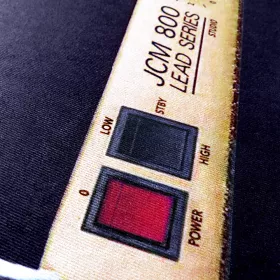 JCM 800
LEAD SERIES
STUDIO
LOW
STBY
HIGH
0
POWER